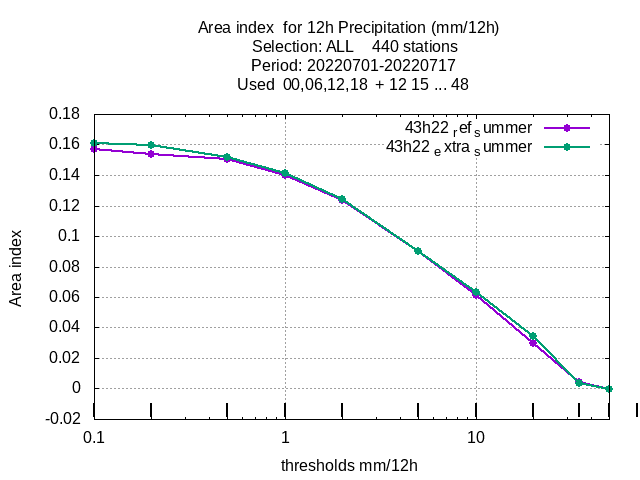 Area index  for 12h Precipitation (mm/12h)
Selection: ALL    440 stations
Period: 20220701-20220717
Used  00,06,12,18  + 12 15 ... 48
43h22 ref summer
43h22 extra summer
0.18
0.16
0.14
0.12
0.1
0.08
0.06
0.04
0.02
0
-0.02
Area index
0.1 1 10
thresholds mm/12h